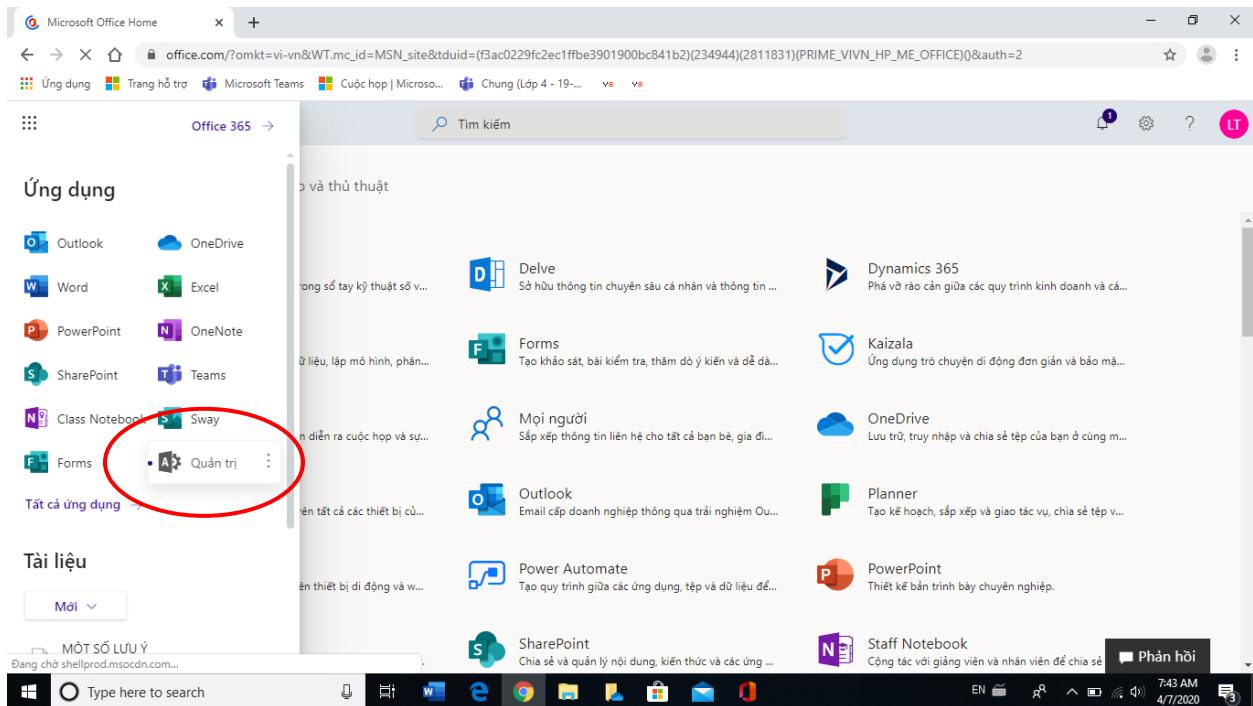 Microsoft Office Home
office.com/?omkt=vi-vn&WT.mc_id=MSN_site&tduid=(f3ac0229fc2ec1ffbe3901900bc841b2)(234944)(2811831)(PRIME_VIVN_HP_ME_OFFICE)()&auth=2
Ứng dụng Trang hỗ trợ Microsoft Teams Cuộc họp | Microso... Chung (Lớp 4 - 19-...
Office 365 →
Tìm kiếm
1
?
LT
Ứng dụng
Outlook OneDrive
Word Excel
PowerPoint OneNote
SharePoint Teams
Class Notebook Sway
Forms Quản trị
Tất cả ứng dụng →
Tài liệu
Mới
MỘT SỐ LƯU Ý
Đang chờ shellprod.msocdn.com...
và thủ thuật
rong sổ tay kỹ thuật số v...
ữ liệu, lập mô hình, phân...
n diễn ra cuộc họp và sự...
rên tất cả các thiết bị củ...
ên thiết bị di động và w...
Delve
Sở hữu thông tin chuyên sâu cá nhân và thông tin ...
Dynamics 365
Phá vỡ rào cản giữa các quy trình kinh doanh và cá...
Forms
Tạo khảo sát, bài kiểm tra, thăm dò ý kiến và dễ dà...
Kaizala
Ứng dụng trò chuyện di động đơn giản và bảo mậ...
Mọi người
Sắp xếp thông tin liên hệ cho tất cả bạn bè, gia đì...
OneDrive
Lưu trữ, truy nhập và chia sẻ tệp của bạn ở cùng m...
Outlook
Email cấp doanh nghiệp thông qua trải nghiệm Ou...
Planner
Tạo kế hoạch, sắp xếp và giao tác vụ, chia sẻ tệp v...
Power Automate
Tạo quy trình giữa các ứng dụng, tệp và dữ liệu để...
PowerPoint
Thiết kế bản trình bày chuyên nghiệp.
SharePoint
Chia sẻ và quản lý nội dung, kiến thức và các ứng ...
Staff Notebook
Cộng tác với giảng viên và nhân viên để chia sẻ
Phản hồi
Type here to search
EN
7:43 AM
4/7/2020
3